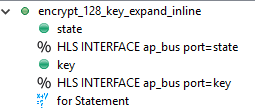 encrypt_128_key_expand_inline
state
% HLS INTERFACE ap_bus port=state
key
% HLS INTERFACE ap_bus port=key
for Statement